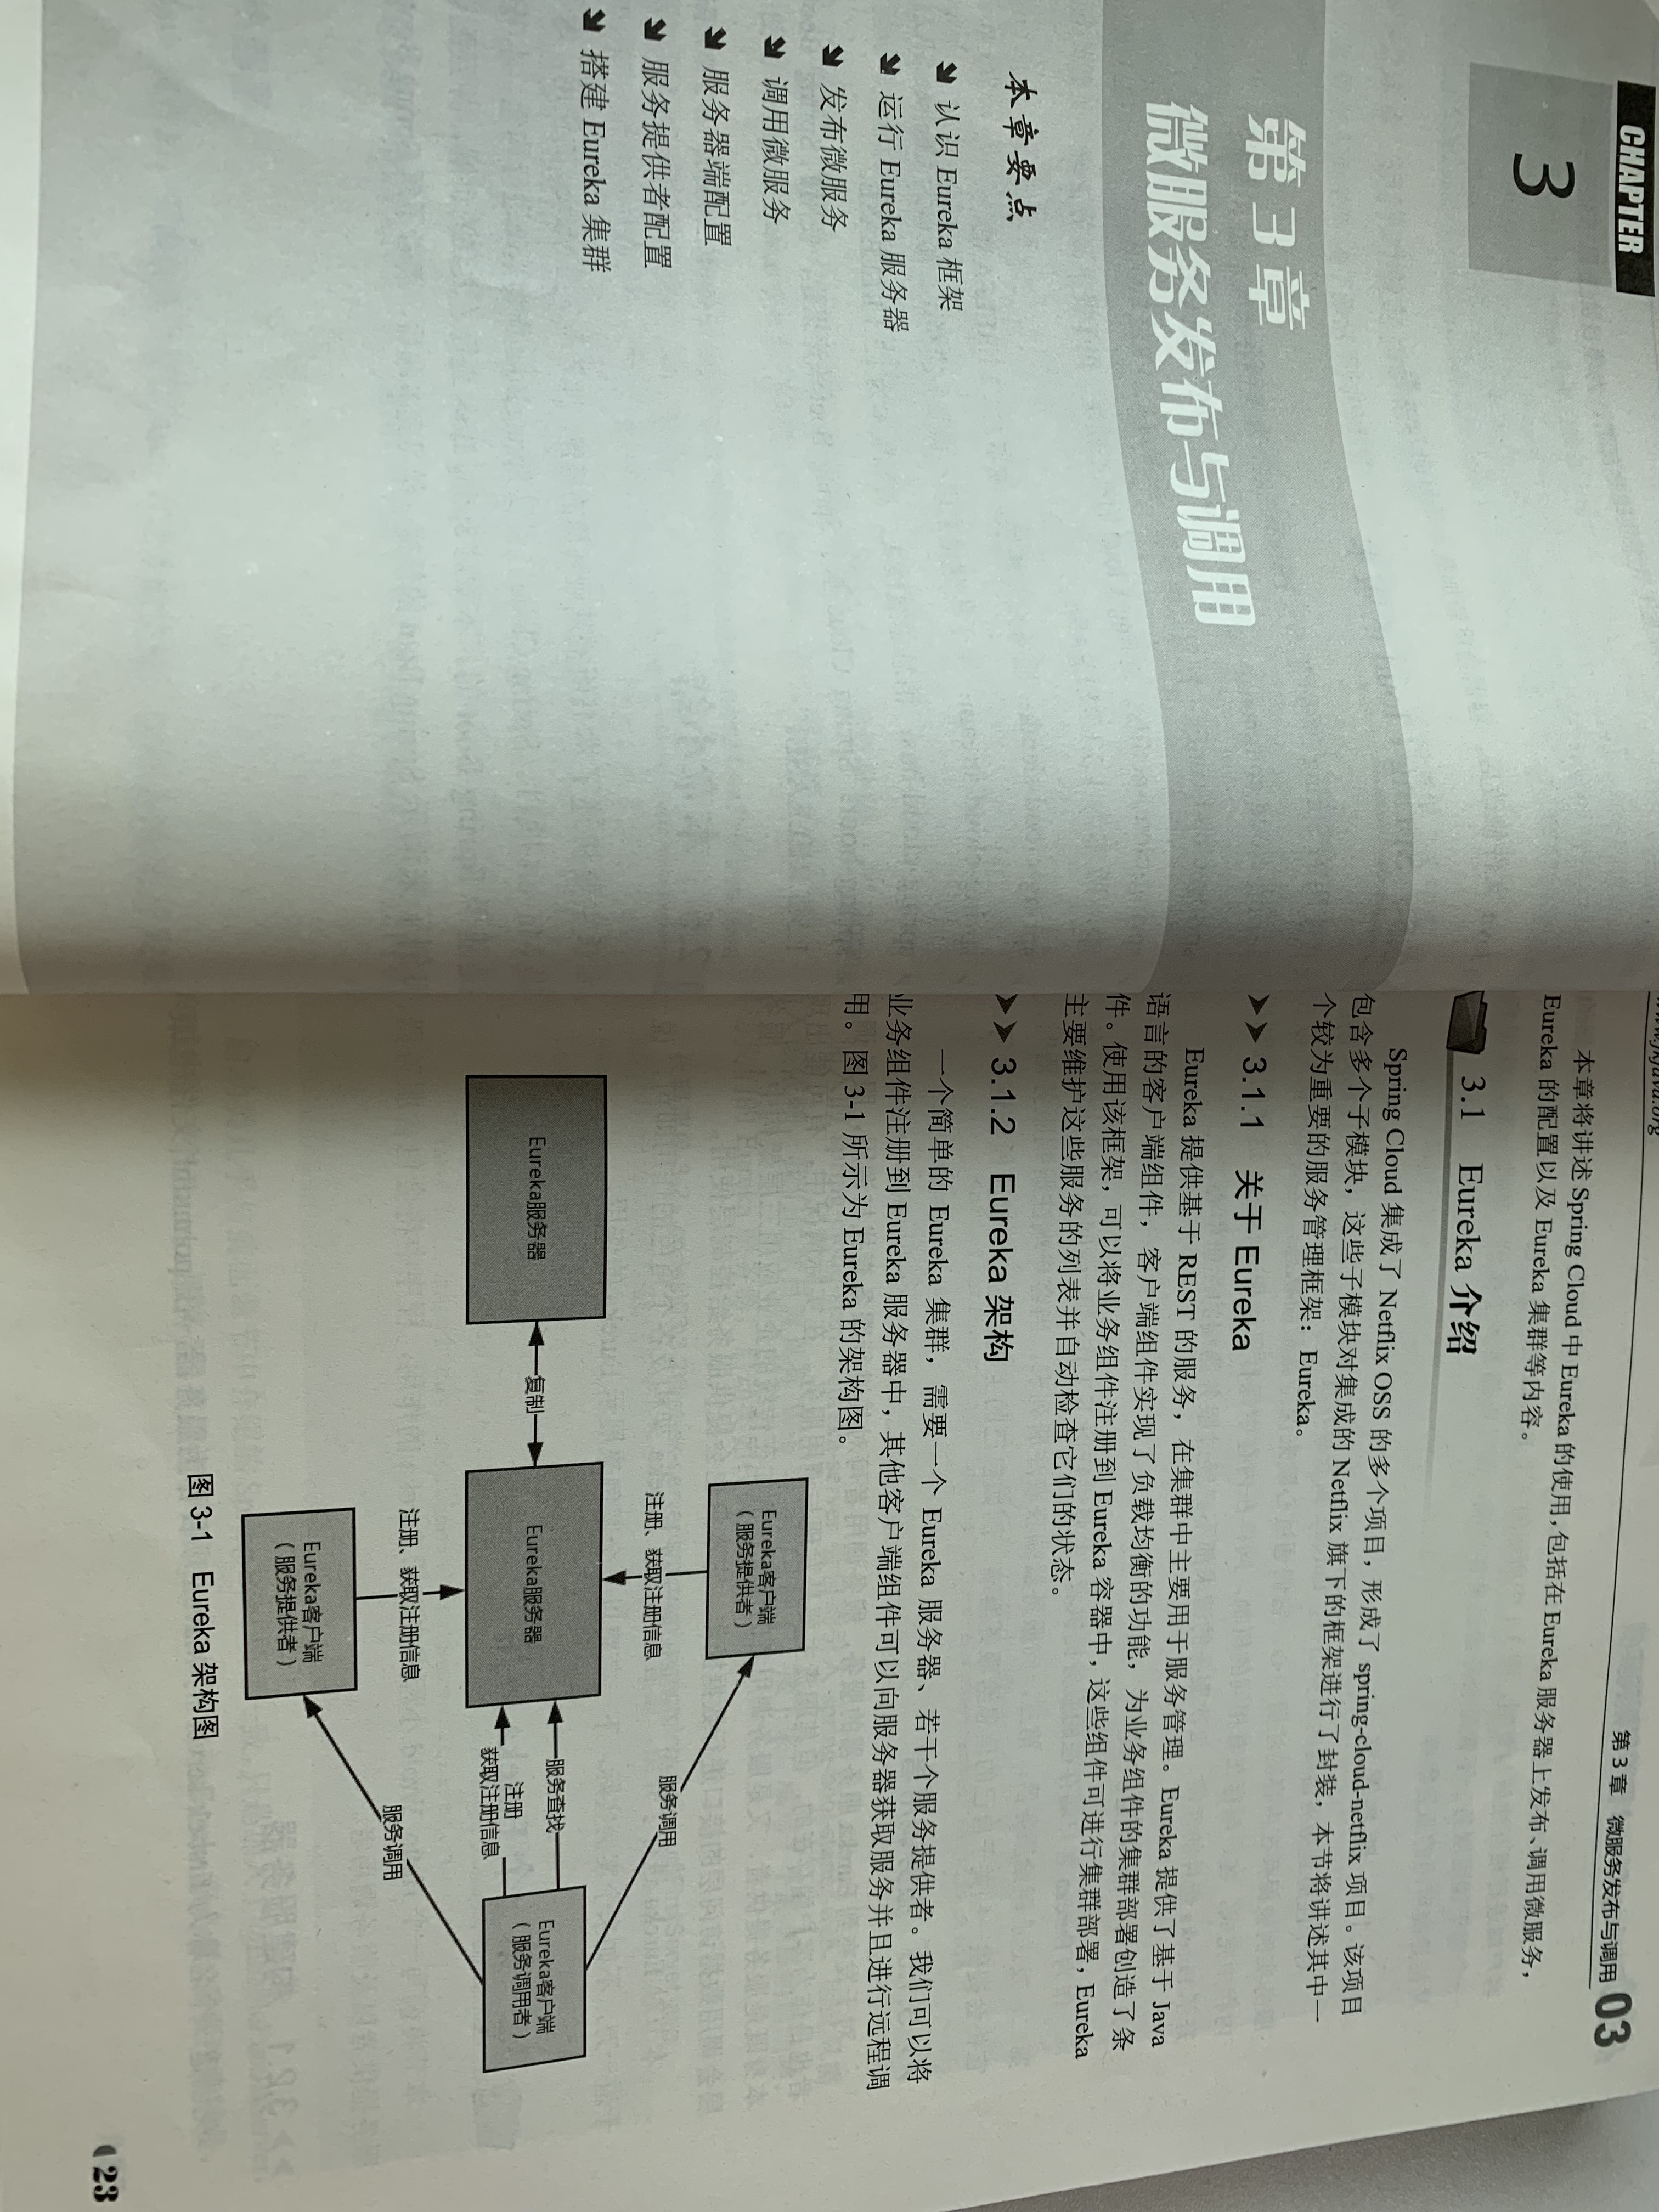 CHAPTER
3
第3章
微服务发布与调用
本章要点
认识 Eureka 框架
运行 Eureka 服务器
发布微服务
调用微服务
服务器端配置
服务提供者配置
搭建 Eureka 集群
www.jkjava.org
第3章 微服务发布与调用 03
本章将讲述 Spring Cloud 中 Eureka 的使用，包括在 Eureka 服务器上发布、调用微服务，
Eureka 的配置以及 Eureka 集群等内容。
3.1 Eureka 介绍
Spring Cloud 集成了 Netflix OSS 的多个项目，形成了 spring-cloud-netflix 项目。该项目
包含多个子模块，这些子模块对集成的 Netflix 旗下的框架进行了封装，本节将讲述其中一
个较为重要的服务管理框架：Eureka。
3.1.1 关于 Eureka
Eureka 提供基于 REST 的服务，在集群中主要用于服务管理。Eureka 提供了基于 Java
语言的客户端组件，客户端组件实现了负载均衡的功能，为业务组件的集群部署创造了条
件。使用该框架，可以将业务组件注册到 Eureka 容器中，这些组件可进行集群部署，Eureka
主要维护这些服务的列表并自动检查它们的状态。
3.1.2 Eureka 架构
一个简单的 Eureka 集群，需要一个 Eureka 服务器、若干个服务提供者。我们可以将
业务组件注册到 Eureka 服务器中，其他客户端组件可以向服务器获取服务并且进行远程调
用。图 3-1 所示为 Eureka 的架构图。
Eureka客户端
（服务提供者）
服务调用
注册、获取注册信息
Eureka服务器
复制
Eureka服务器
服务查找
注册
获取注册信息
Eureka客户端
（服务调用者）
注册、获取注册信息
服务调用
Eureka客户端
（服务提供者）
图 3-1 Eureka 架构图
23